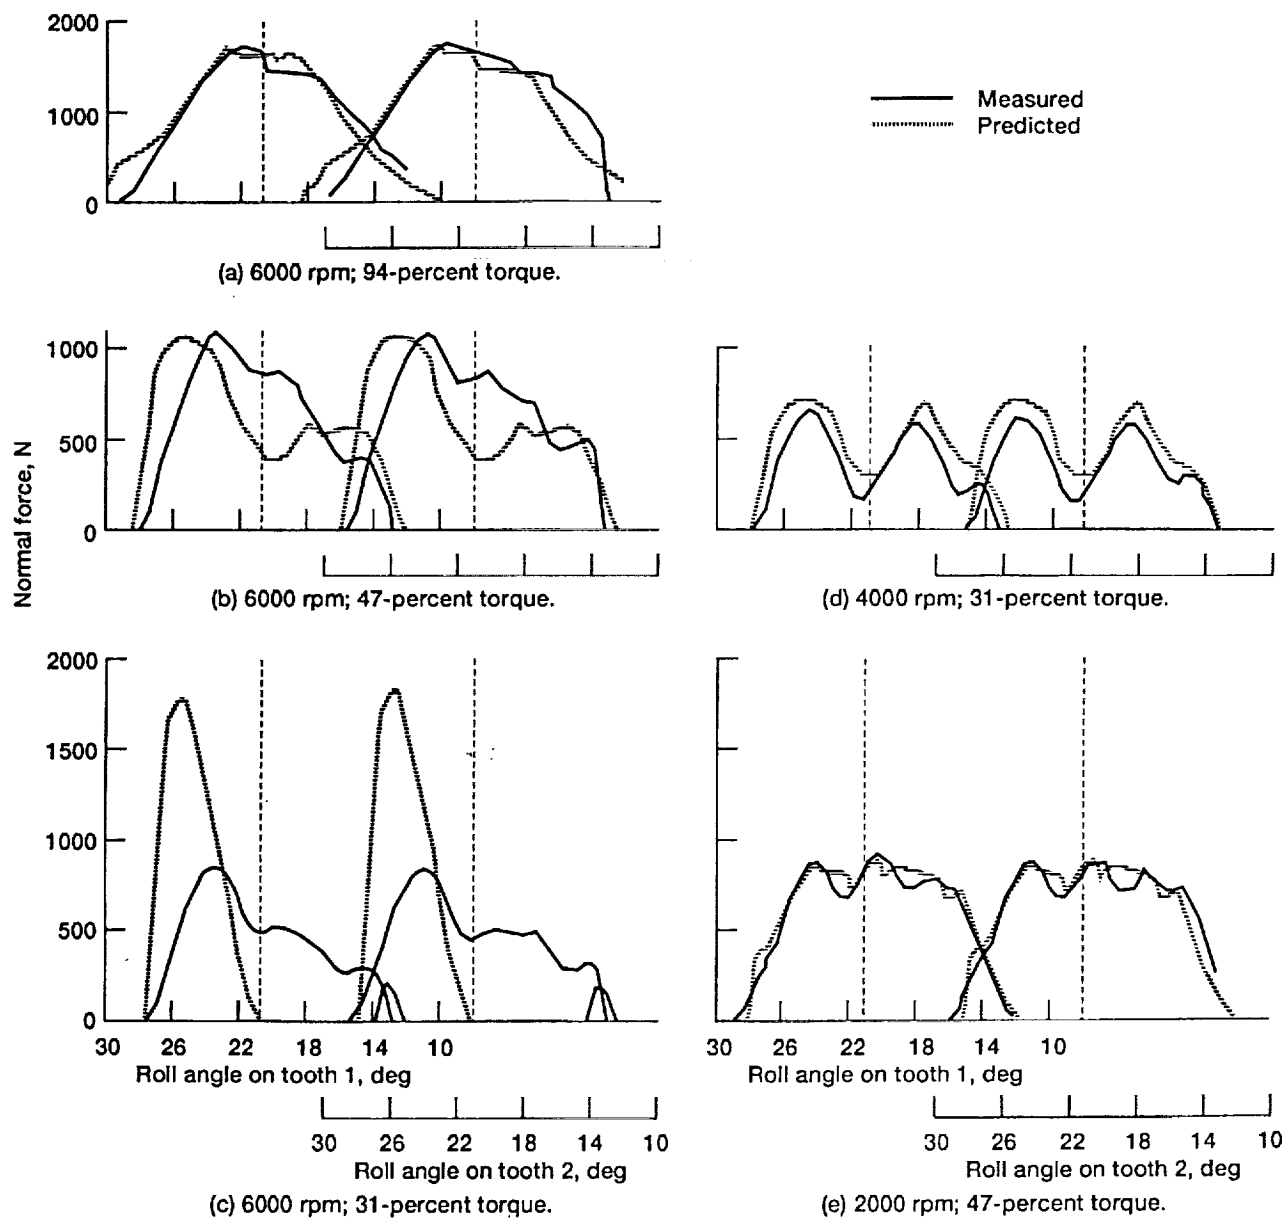 2000
1000
0
Measured
Predicted
(a) 6000 rpm; 94-percent torque.
Normal force, N
1000
500
0
(b) 6000 rpm; 47-percent torque.
(d) 4000 rpm; 31-percent torque.
2000
1500
1000
500
0
30 26 22 18 14 10
Roll angle on tooth 1, deg
30 26 22 18 14 10
Roll angle on tooth 2, deg
(c) 6000 rpm; 31-percent torque.
30 26 22 18 14 10
Roll angle on tooth 1, deg
30 26 22 18 14 10
Roll angle on tooth 2, deg
(e) 2000 rpm; 47-percent torque.